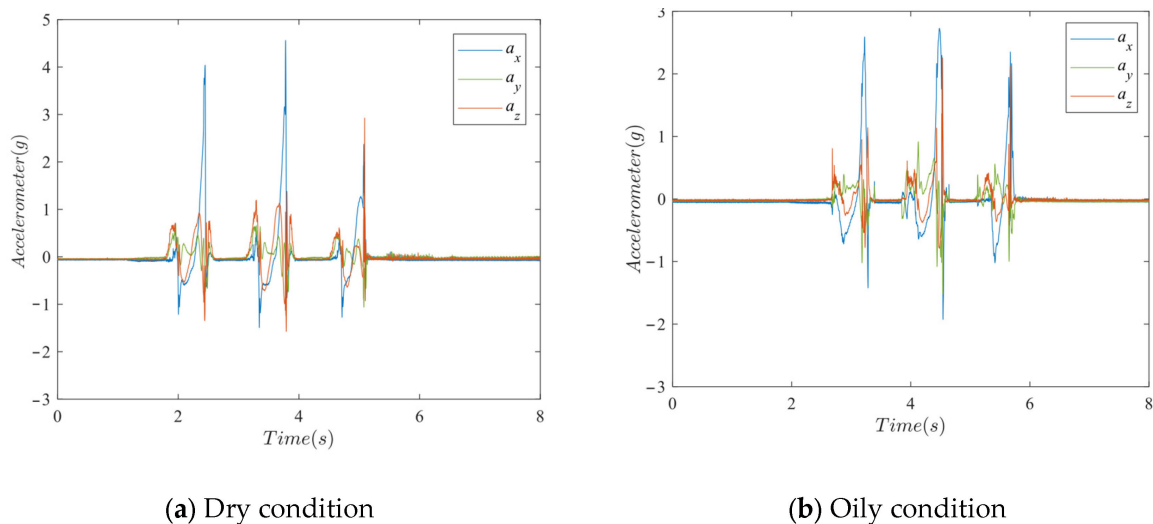 5
4
3
2
1
0
−1
−2
−3
0 2 4 6 8
Accelerometer(g)
Time(s)
a_x
a_y
a_z
(a) Dry condition
3
2
1
0
−1
−2
−3
0 2 4 6 8
Accelerometer(g)
Time(s)
a_x
a_y
a_z
(b) Oily condition